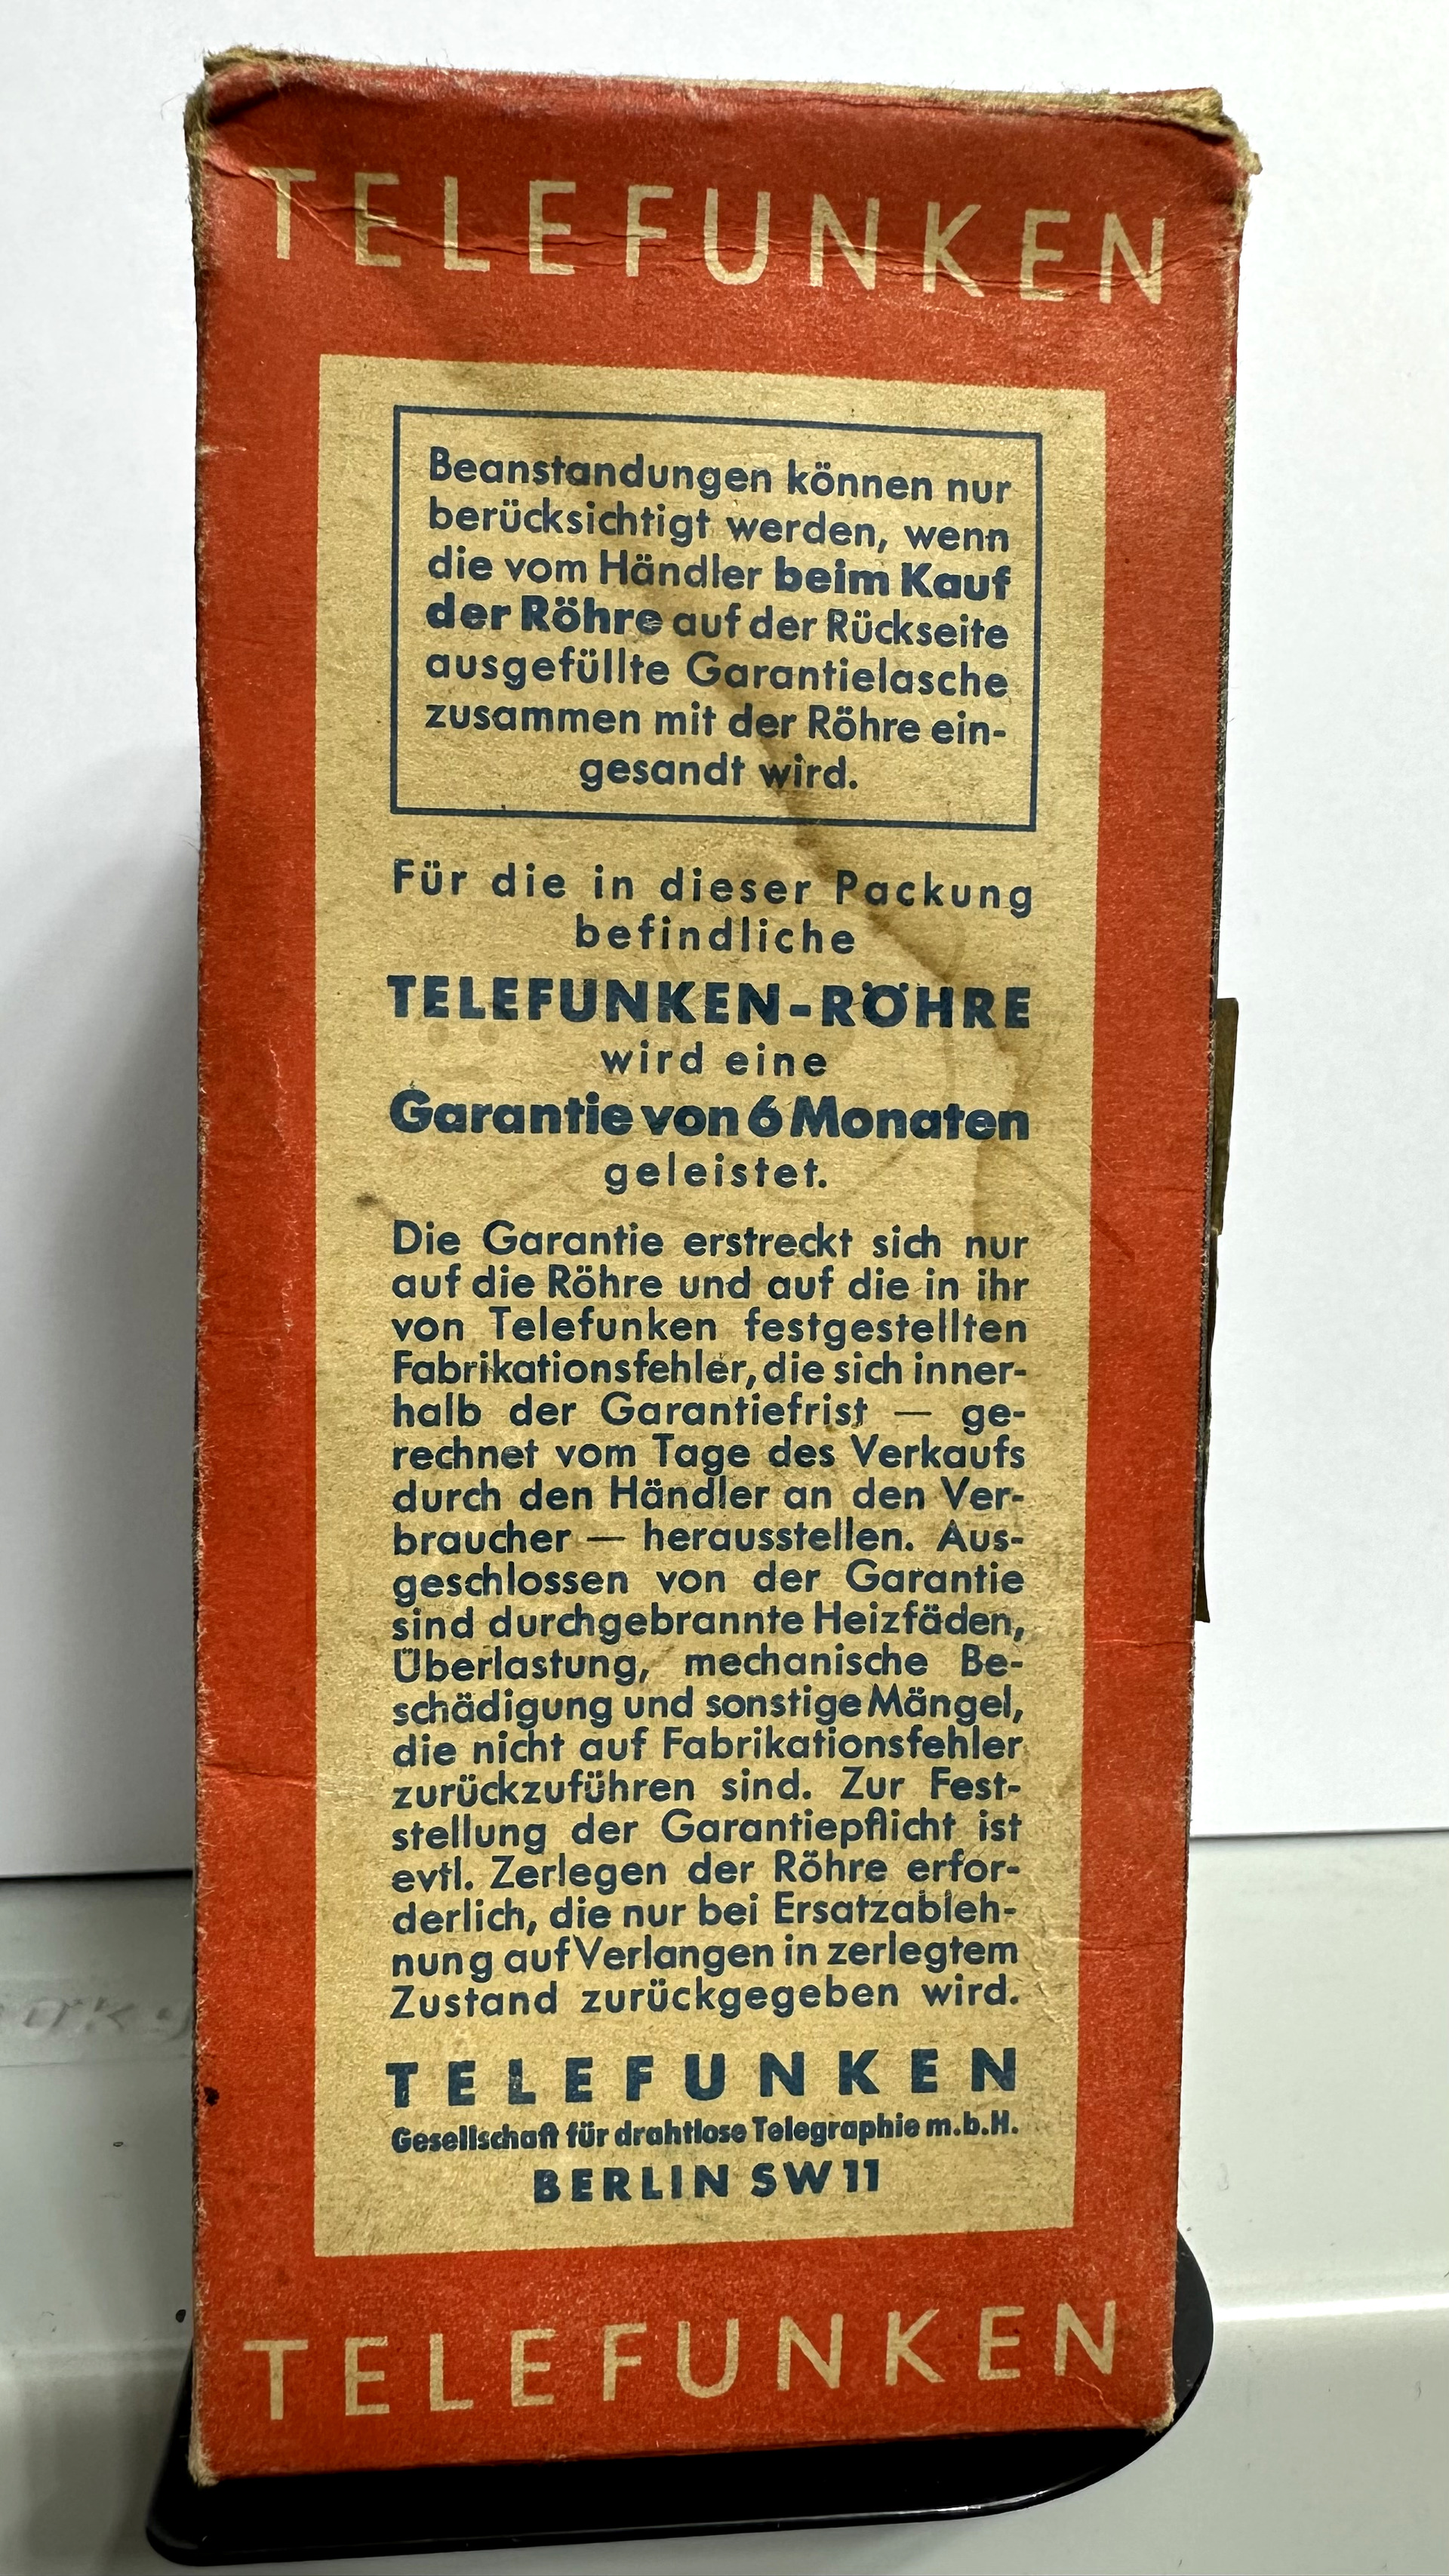 TELEFUNKEN
Beanstandungen können nur
berücksichtigt werden, wenn
die vom Händler beim Kauf
der Röhre auf der Rückseite
ausgefüllte Garantielasche
zusammen mit der Röhre ein-
gesandt wird.
Für die in dieser Packung
befindliche
TELEFUNKEN-RÖHRE
wird eine
Garantie von 6 Monaten
geleistet.
Die Garantie erstreckt sich nur
auf die Röhre und auf die in ihr
von Telefunken festgestellten
Fabrikationsfehler, die sich inner-
halb der Garantiefrist — ge-
rechnet vom Tage des Verkaufs
durch den Händler an den Ver-
braucher — herausstellen. Aus-
geschlossen von der Garantie
sind durchgebrannte Heizfäden,
Überlastung, mechanische Be-
schädigung und sonstige Mängel,
die nicht auf Fabrikationsfehler
zurückzuführen sind. Zur Fest-
stellung der Garantiepflicht ist
evtl. Zerlegen der Röhre erfor-
derlich, die nur bei Ersatzableh-
nung auf Verlangen in zerlegtem
Zustand zurückgegeben wird.
TELEFUNKEN
Gesellschaft für drahtlose Telegraphie m.b.H.
BERLIN SW 11
TELEFUNKEN